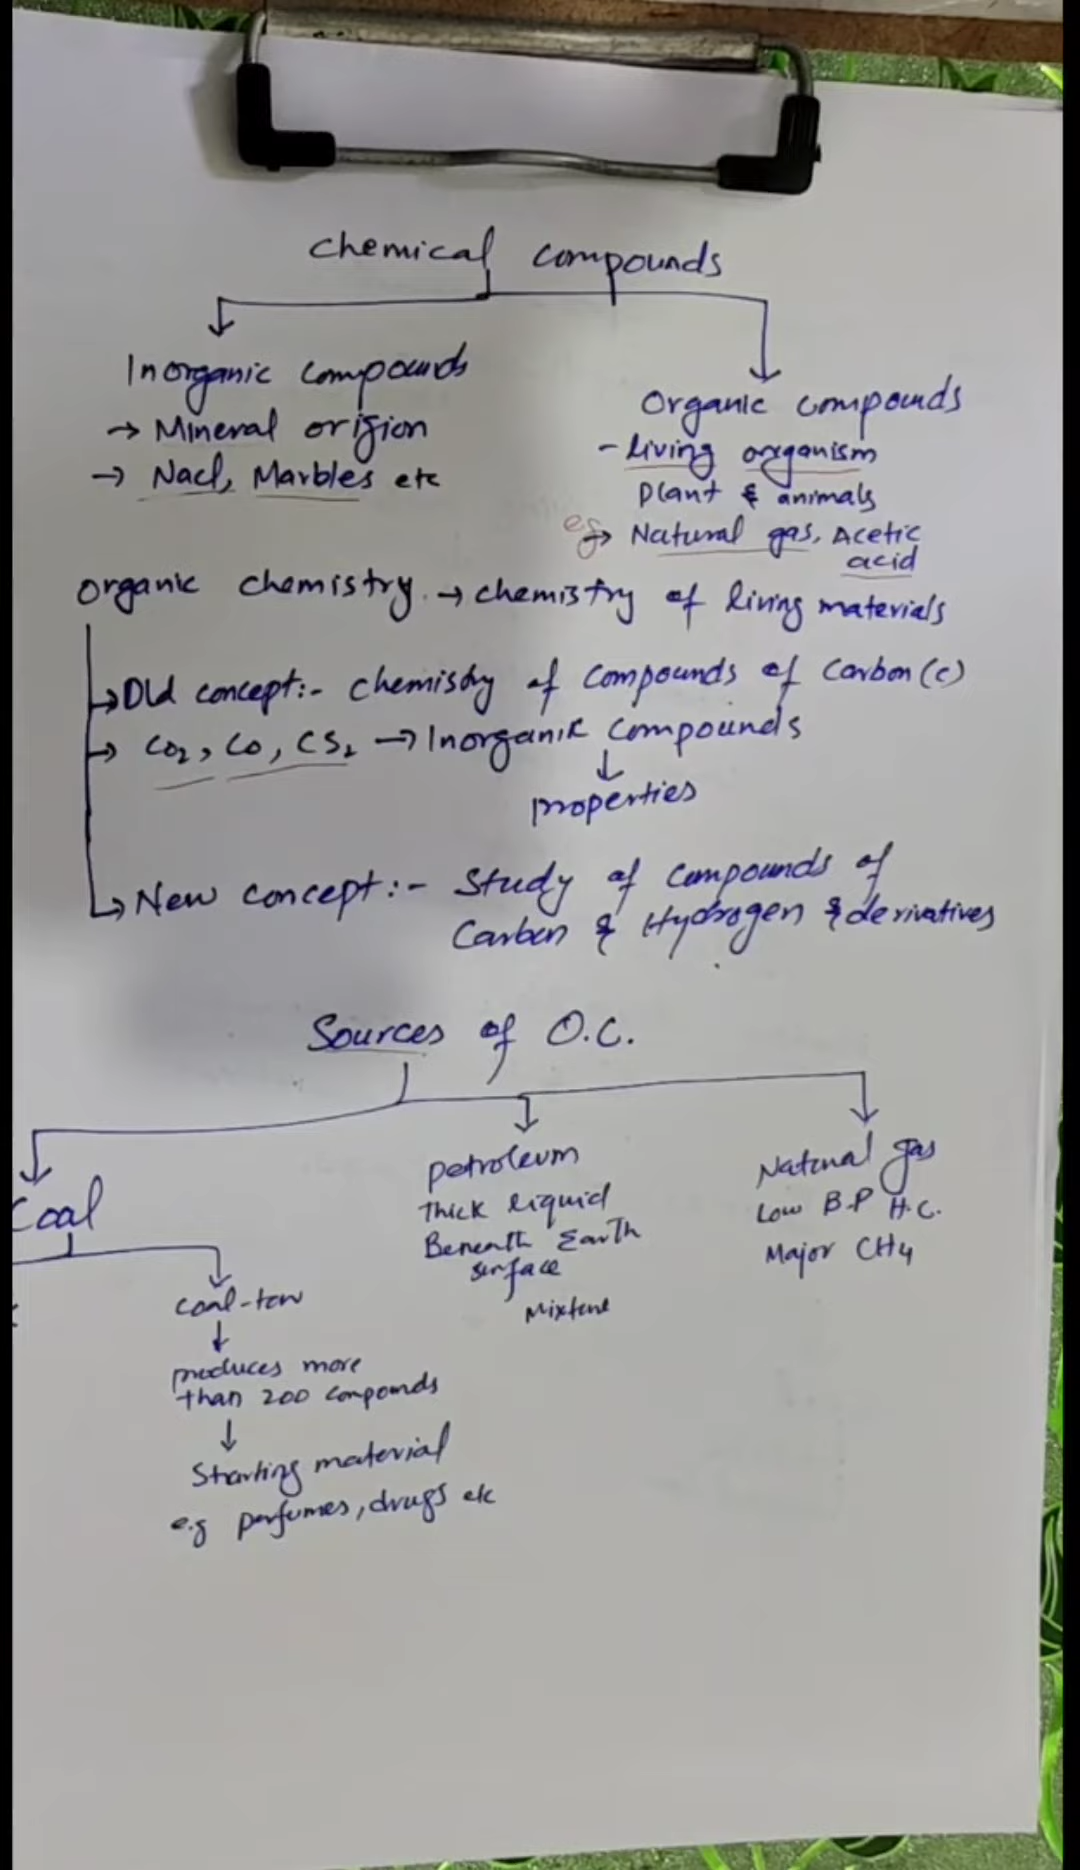 Chemical compounds
Inorganic compounds
→ Mineral origion
→ Nacl, Marbles etc
Organic compounds
- Living organism
Plant & animals
eg → Natural gas, Acetic
acid
Organic chemistry. → chemistry of living materials
→ Old concept:- chemistry of compounds of Carbon (c)
→ CO2, CO, CS2 → Inorganic compounds
↓
properties
→ New concept:- Study of compounds of
Carbon & Hydrogen & derivatives
Sources of O.C.
Coal
Coal-tar
↓
produces more
than 200 compounds
↓
Starting material
e.g perfumes, drugs etc
petroleum
Thick liquid
Beneath Earth
surface
Mixture
Natural gas
Low B.P H.C.
Major CH4